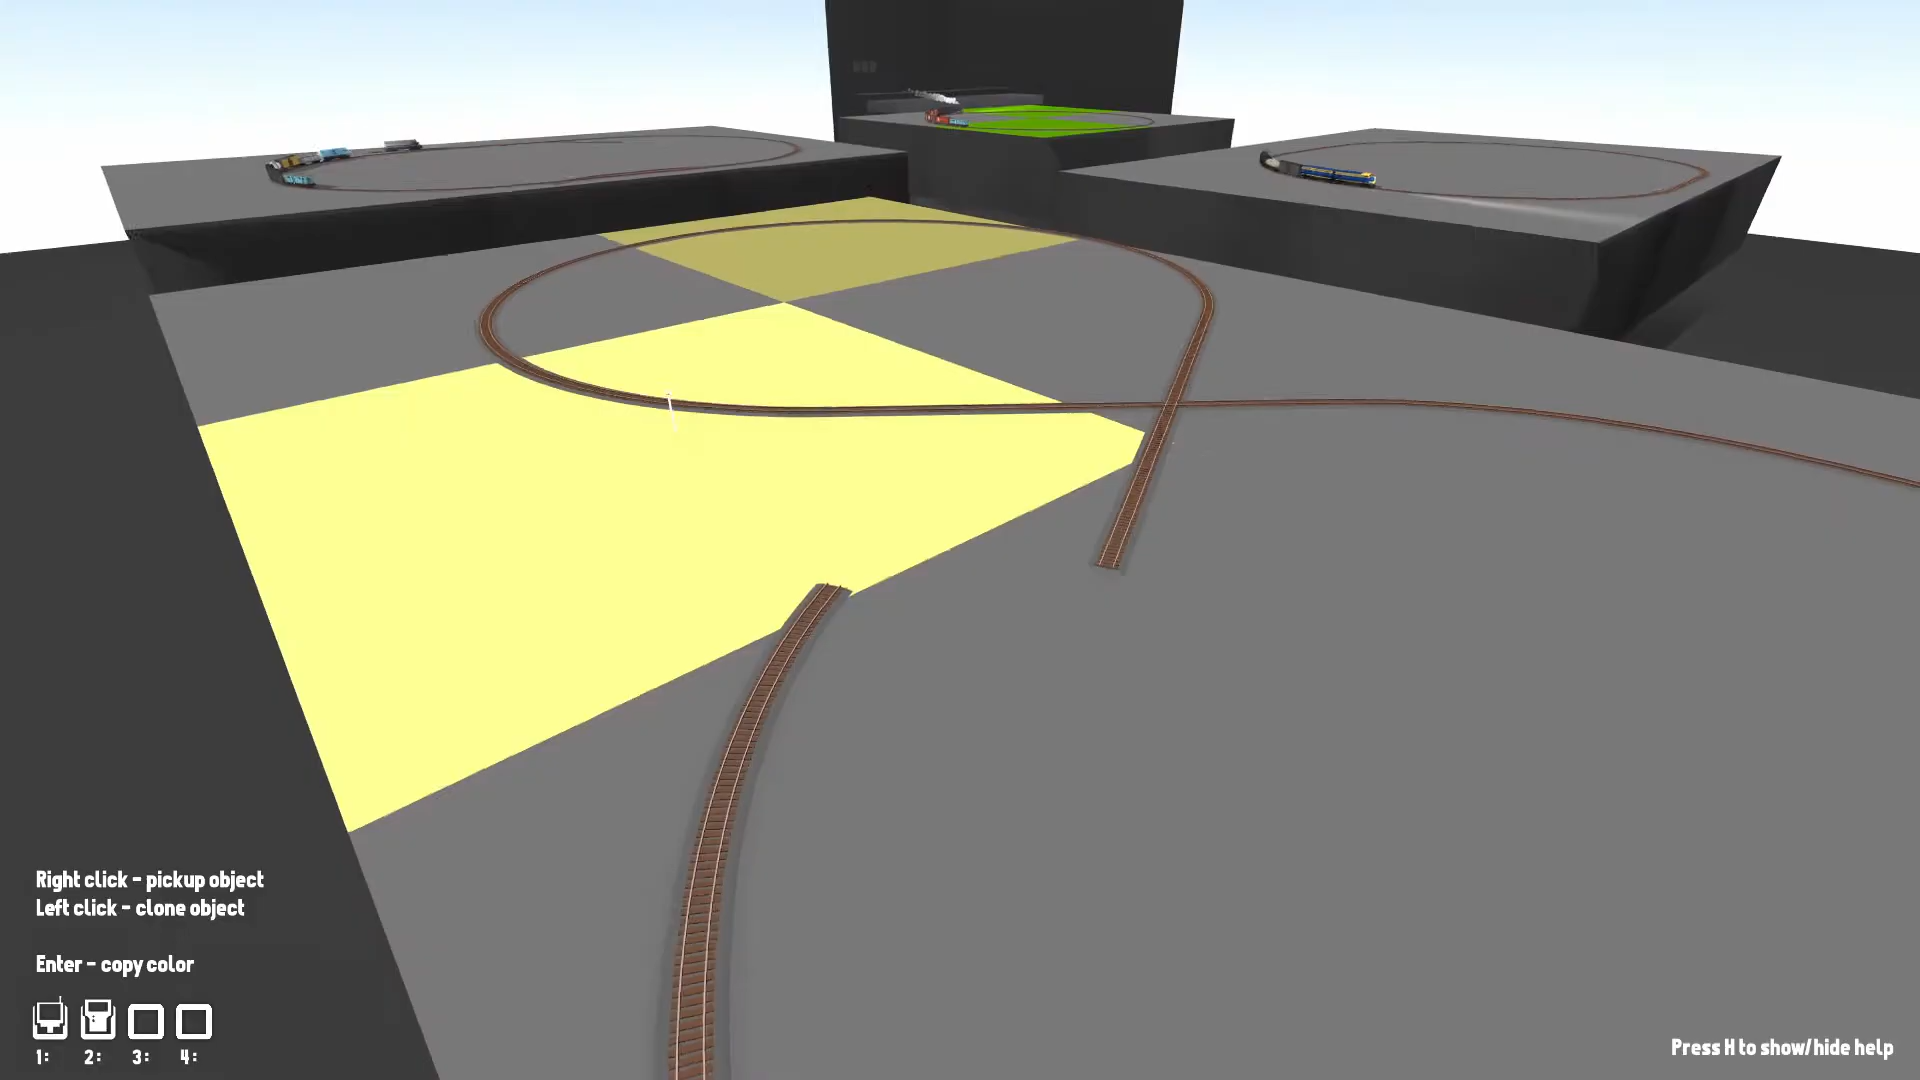 Right click - pickup object
Left click - clone object
Enter - copy color
1: 2: 3: 4:
Press H to show/hide help